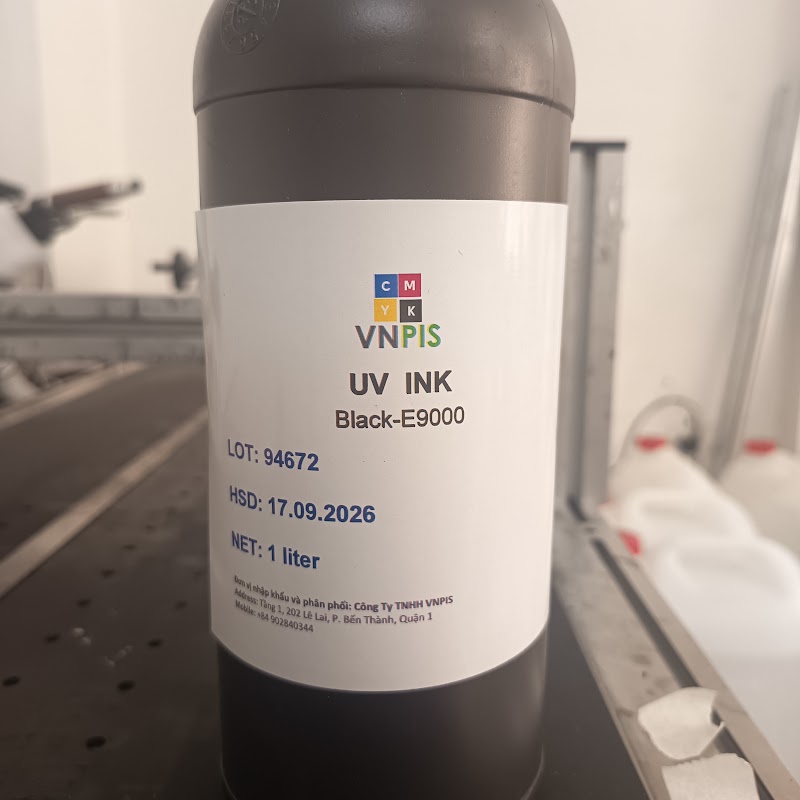 C M
Y K
VNPIS
UV INK
Black-E9000
LOT: 94672
HSD: 17.09.2026
NET: 1 liter
Đơn vị nhập khẩu và phân phối: Công Ty TNHH VNPIS
Address: Tầng 1, 202 Lê Lai, P. Bến Thành, Quận 1
Mobile: +84 902840344